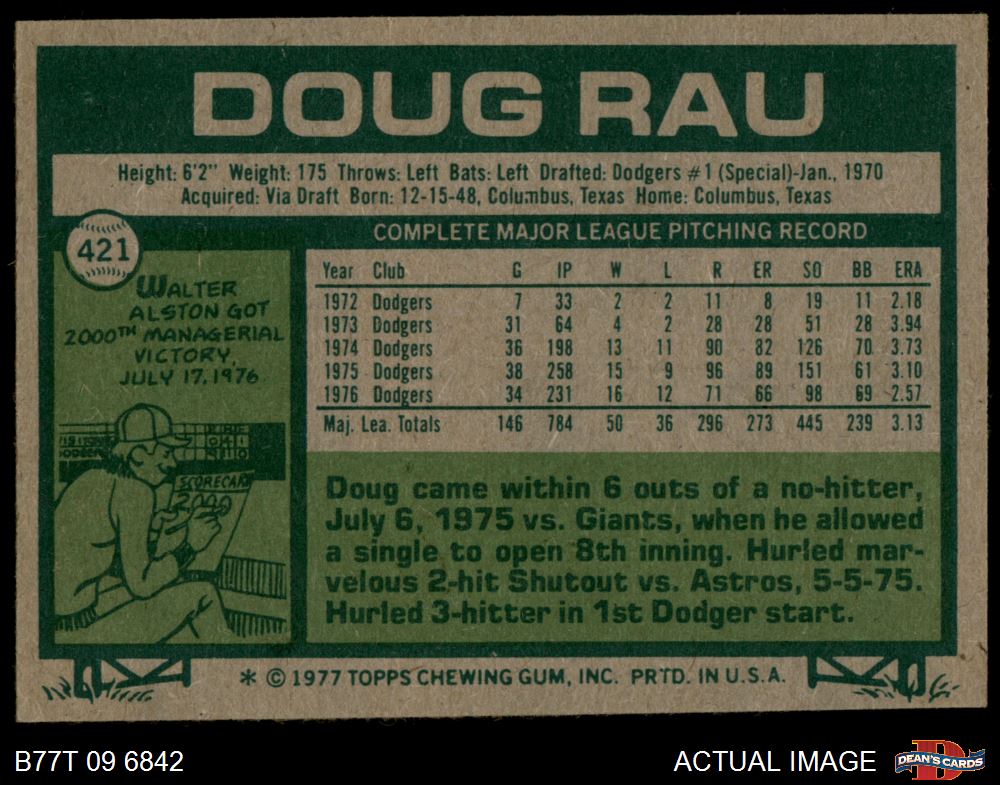 DOUG RAU
Height: 6'2" Weight: 175 Throws: Left Bats: Left Drafted: Dodgers #1 (Special)-Jan., 1970
Acquired: Via Draft Born: 12-15-48, Columbus, Texas Home: Columbus, Texas
421
COMPLETE MAJOR LEAGUE PITCHING RECORD
Year Club G IP W L R ER SO BB ERA
1972 Dodgers 7 33 2 2 11 8 19 11 2.18
1973 Dodgers 31 64 4 2 28 28 51 28 3.94
1974 Dodgers 36 198 13 11 90 82 126 70 3.73
1975 Dodgers 38 258 15 9 96 89 151 61 3.10
1976 Dodgers 34 231 16 12 71 66 98 69 2.57
Maj. Lea. Totals 146 784 50 36 296 273 445 239 3.13
WALTER
ALSTON GOT
2000TH MANAGERIAL
VICTORY,
JULY 17, 1976
SCORECARD
2000
Doug came within 6 outs of a no-hitter,
July 6, 1975 vs. Giants, when he allowed
a single to open 8th inning. Hurled mar-
velous 2-hit Shutout vs. Astros, 5-5-75.
Hurled 3-hitter in 1st Dodger start.
* © 1977 TOPPS CHEWING GUM, INC. PRTD. IN U.S.A.
B77T 09 6842
ACTUAL IMAGE
DEAN'S CARDS